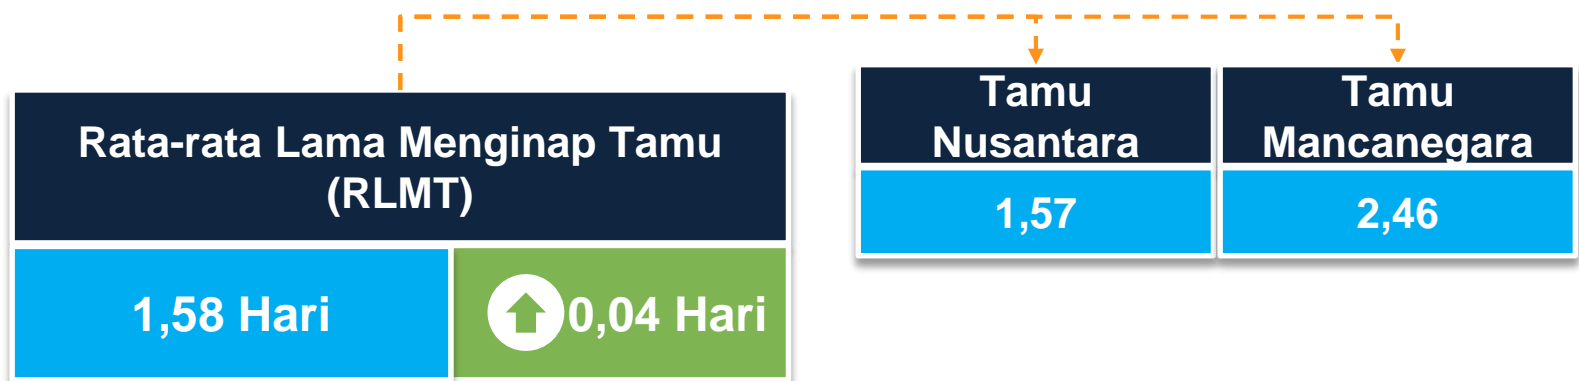 Rata-rata Lama Menginap Tamu
(RLMT)
1,58 Hari
0,04 Hari
Tamu
Nusantara
1,57
Tamu
Mancanegara
2,46